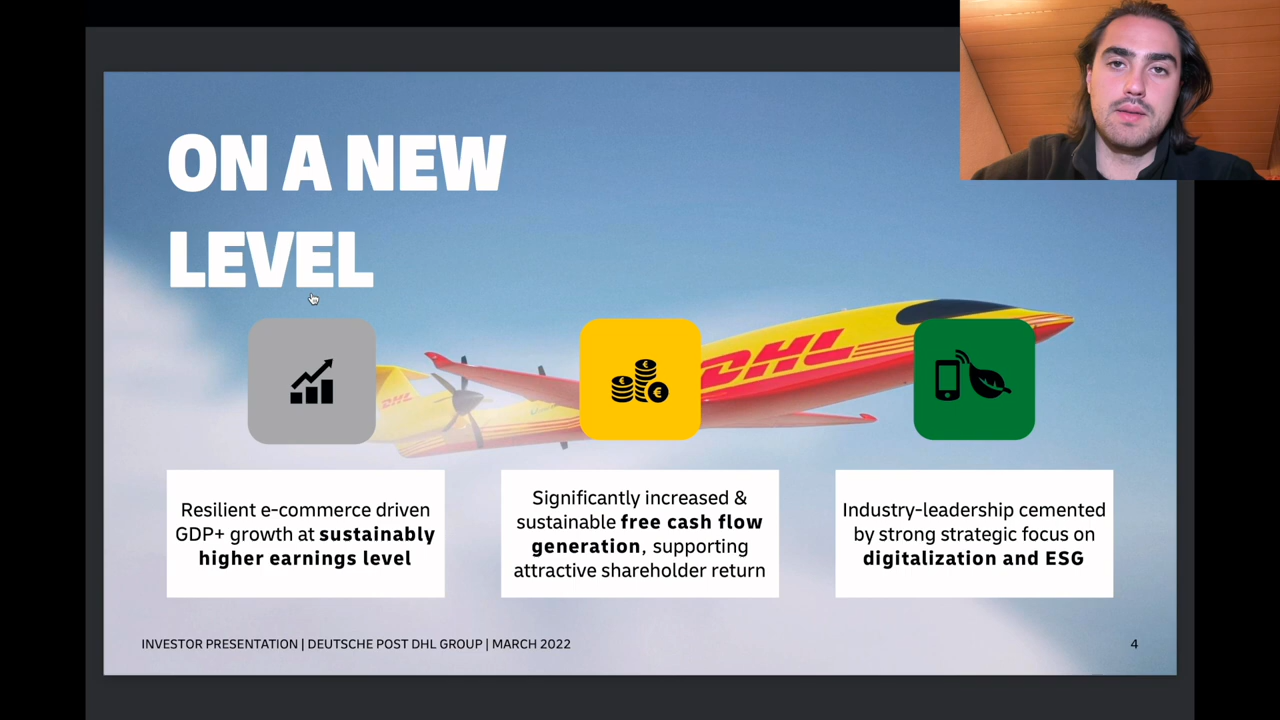 ON A NEW
LEVEL
DHL
DHL
Resilient e-commerce driven
GDP+ growth at sustainably
higher earnings level
Significantly increased &
sustainable free cash flow
generation, supporting
attractive shareholder return
Industry-leadership cemented
by strong strategic focus on
digitalization and ESG
INVESTOR PRESENTATION | DEUTSCHE POST DHL GROUP | MARCH 2022
4